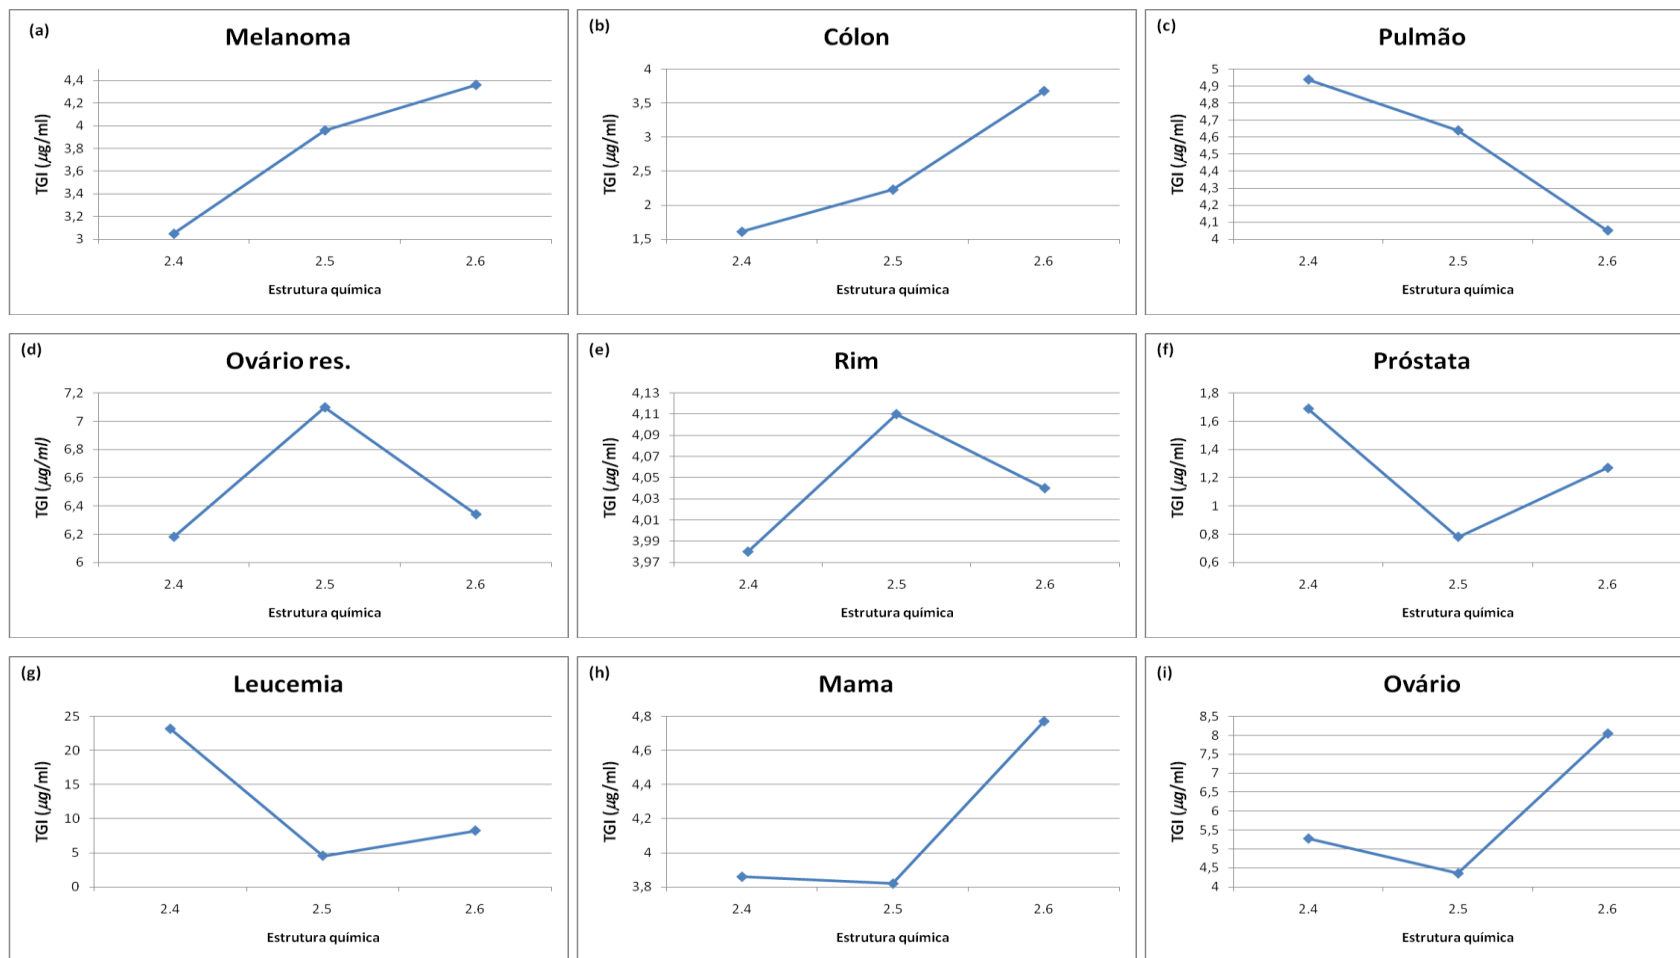 (a)
Melanoma
TGI (µg/ml)
4,4
4,2
4
3,8
3,6
3,4
3,2
3
2.4 2.5 2.6
Estrutura química
(b)
Cólon
TGI (µg/ml)
4
3,5
3
2,5
2
1,5
2.4 2.5 2.6
Estrutura química
(c)
Pulmão
TGI (µg/ml)
5
4,9
4,8
4,7
4,6
4,5
4,4
4,3
4,2
4,1
4
2.4 2.5 2.6
Estrutura química
(d)
Ovário res.
TGI (µg/ml)
7,2
7
6,8
6,6
6,4
6,2
6
2.4 2.5 2.6
Estrutura química
(e)
Rim
TGI (µg/ml)
4,13
4,11
4,09
4,07
4,05
4,03
4,01
3,99
3,97
2.4 2.5 2.6
Estrutura química
(f)
Próstata
TGI (µg/ml)
1,8
1,6
1,4
1,2
1
0,8
0,6
2.4 2.5 2.6
Estrutura química
(g)
Leucemia
TGI (µg/ml)
25
20
15
10
5
0
2.4 2.5 2.6
Estrutura química
(h)
Mama
TGI (µg/ml)
4,8
4,6
4,4
4,2
4
3,8
2.4 2.5 2.6
Estrutura química
(i)
Ovário
TGI (µg/ml)
8,5
8
7,5
7
6,5
6
5,5
5
4,5
4
2.4 2.5 2.6
Estrutura química